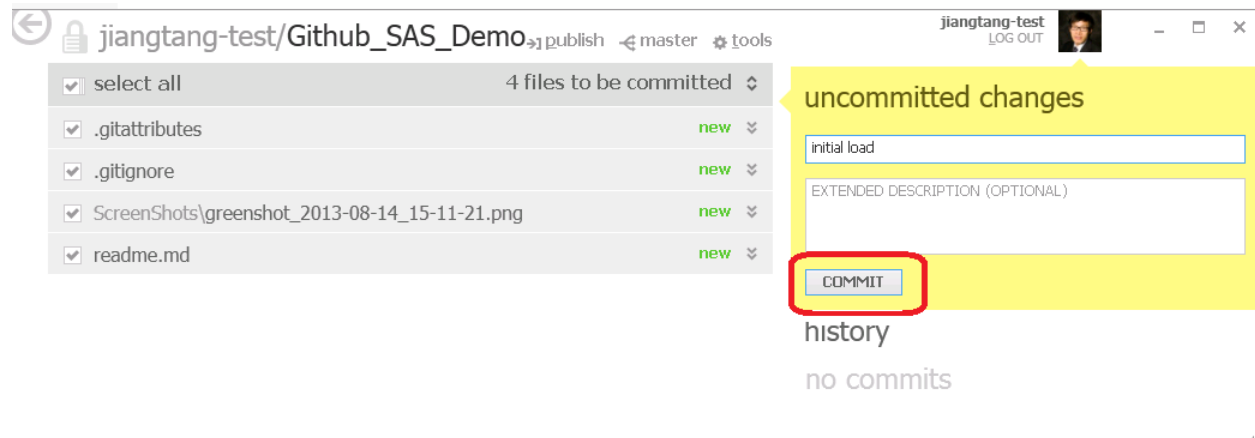 jiangtang-test/Github_SAS_Demo publish master tools
jiangtang-test
LOG OUT
select all 4 files to be committed
.gitattributes new
.gitignore new
ScreenShots\greenshot_2013-08-14_15-11-21.png new
readme.md new
uncommitted changes
initial load
EXTENDED DESCRIPTION (OPTIONAL)
COMMIT
history
no commits